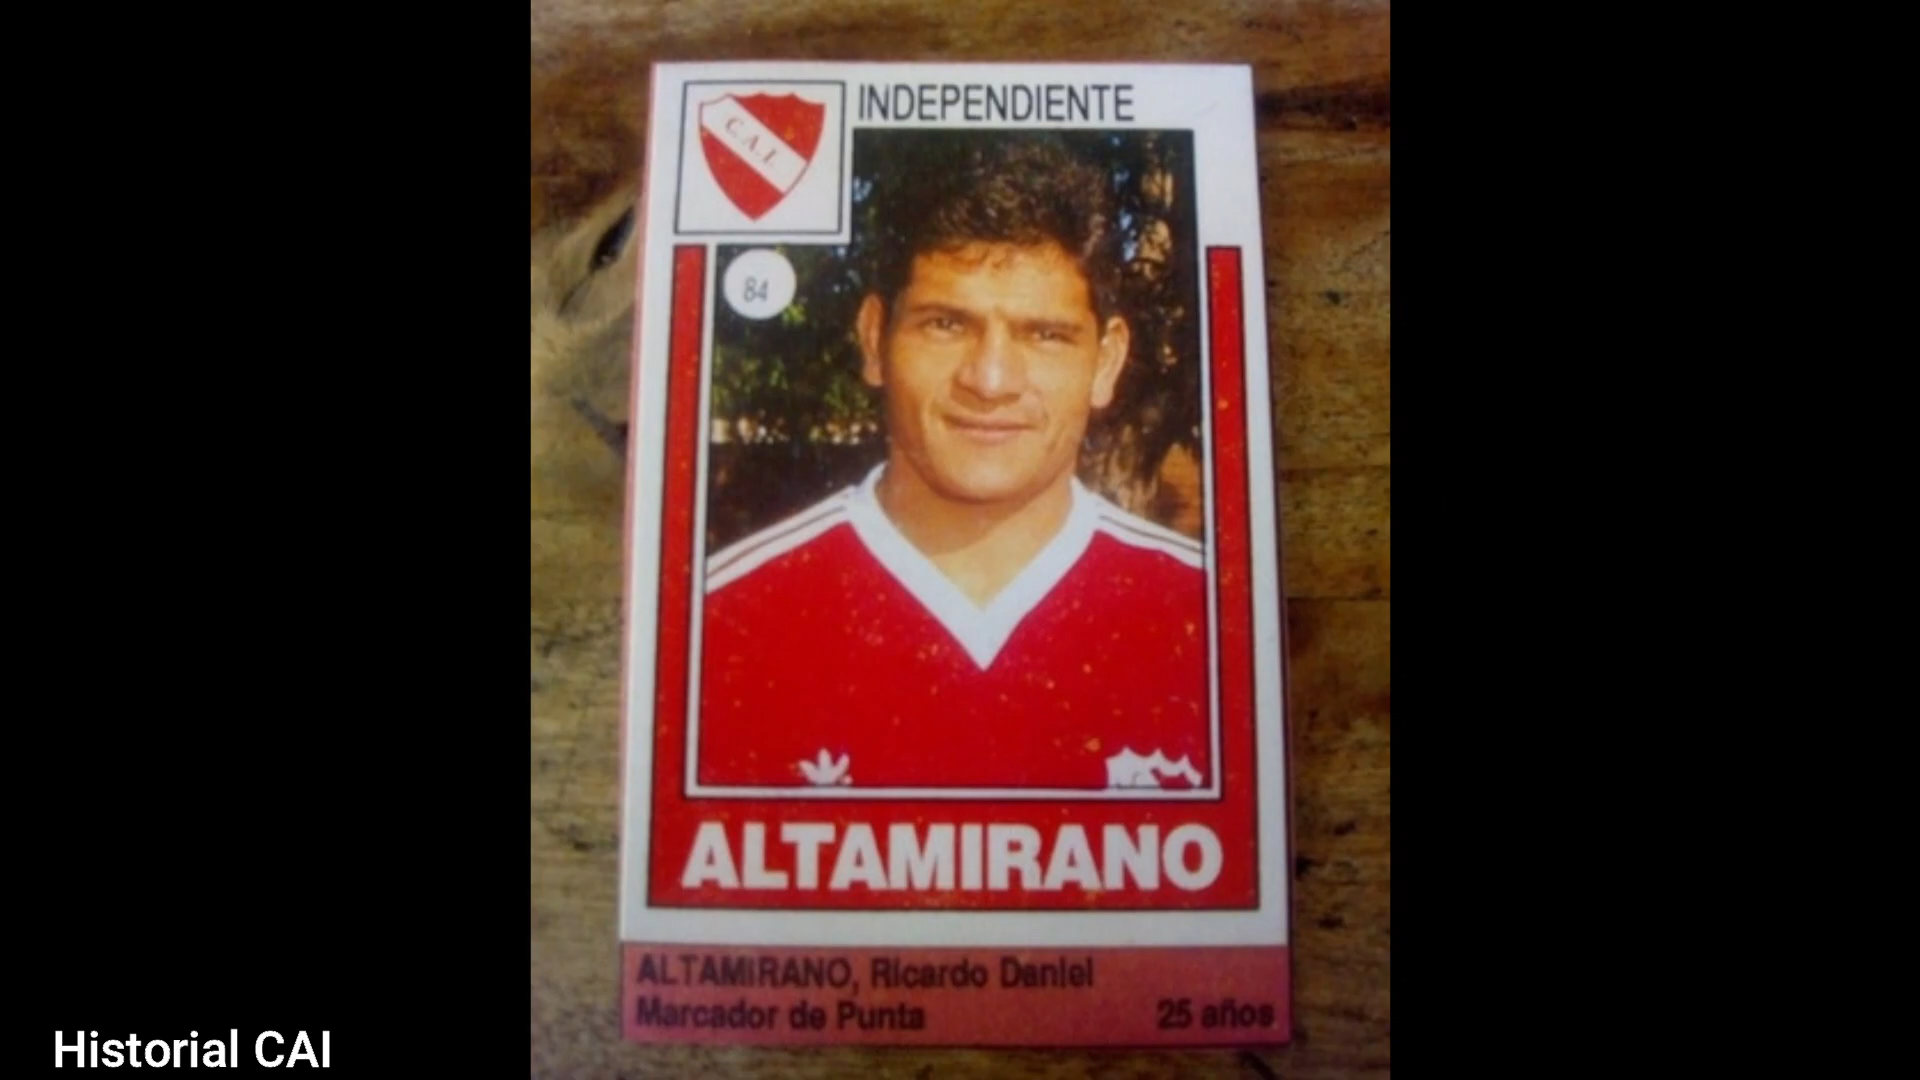 INDEPENDIENTE
C.A.I.
84
ALTAMIRANO
ALTAMIRANO, Ricardo Daniel
Marcador de Punta 25 años
Historial CAI